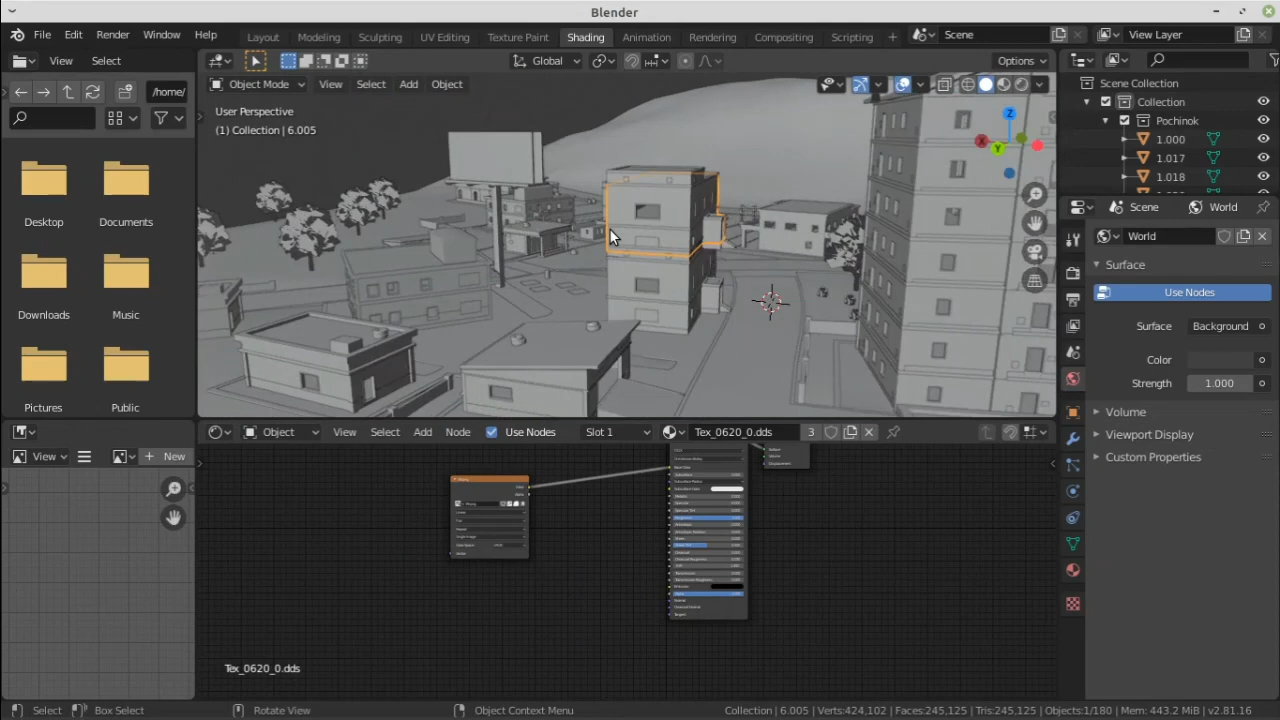 Blender
File Edit Render Window Help
Layout Modeling Sculpting UV Editing Texture Paint Shading Animation Rendering Compositing Scripting
Scene View Layer
View Select
/home/
Desktop Documents
Downloads Music
Pictures Public
Global Options
Object Mode View Select Add Object
User Perspective
(1) Collection | 6.005
X Y Z
Scene Collection
Collection
Pochinok
1.000
1.017
1.018
Scene World
World
Surface
Use Nodes
Surface Background
Color
Strength 1.000
Volume
Viewport Display
Custom Properties
View New
Object View Select Add Node Use Nodes Slot 1 Tex_0620_0.dds 3
Tex_0620_0.dds
Select Box Select Rotate View Object Context Menu Collection | 6.005 | Verts:424,102 | Faces:245,125 | Tris:245,125 | Objects:1/180 | Mem: 443.2 MiB | v2.81.16